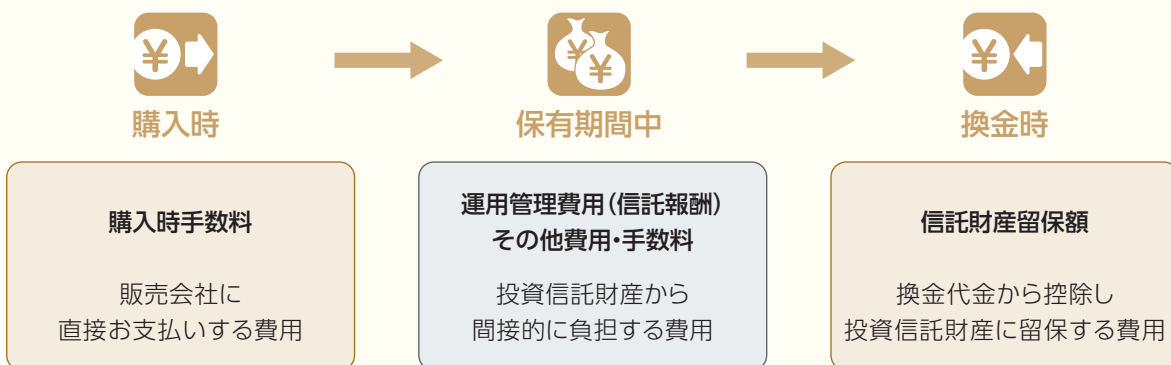 ¥
¥
¥
¥
購入時
保有期間中
換金時
購入時手数料
販売会社に
直接お支払いする費用
運用管理費用(信託報酬)
その他費用・手数料
投資信託財産から
間接的に負担する費用
信託財産留保額
換金代金から控除し
投資信託財産に留保する費用